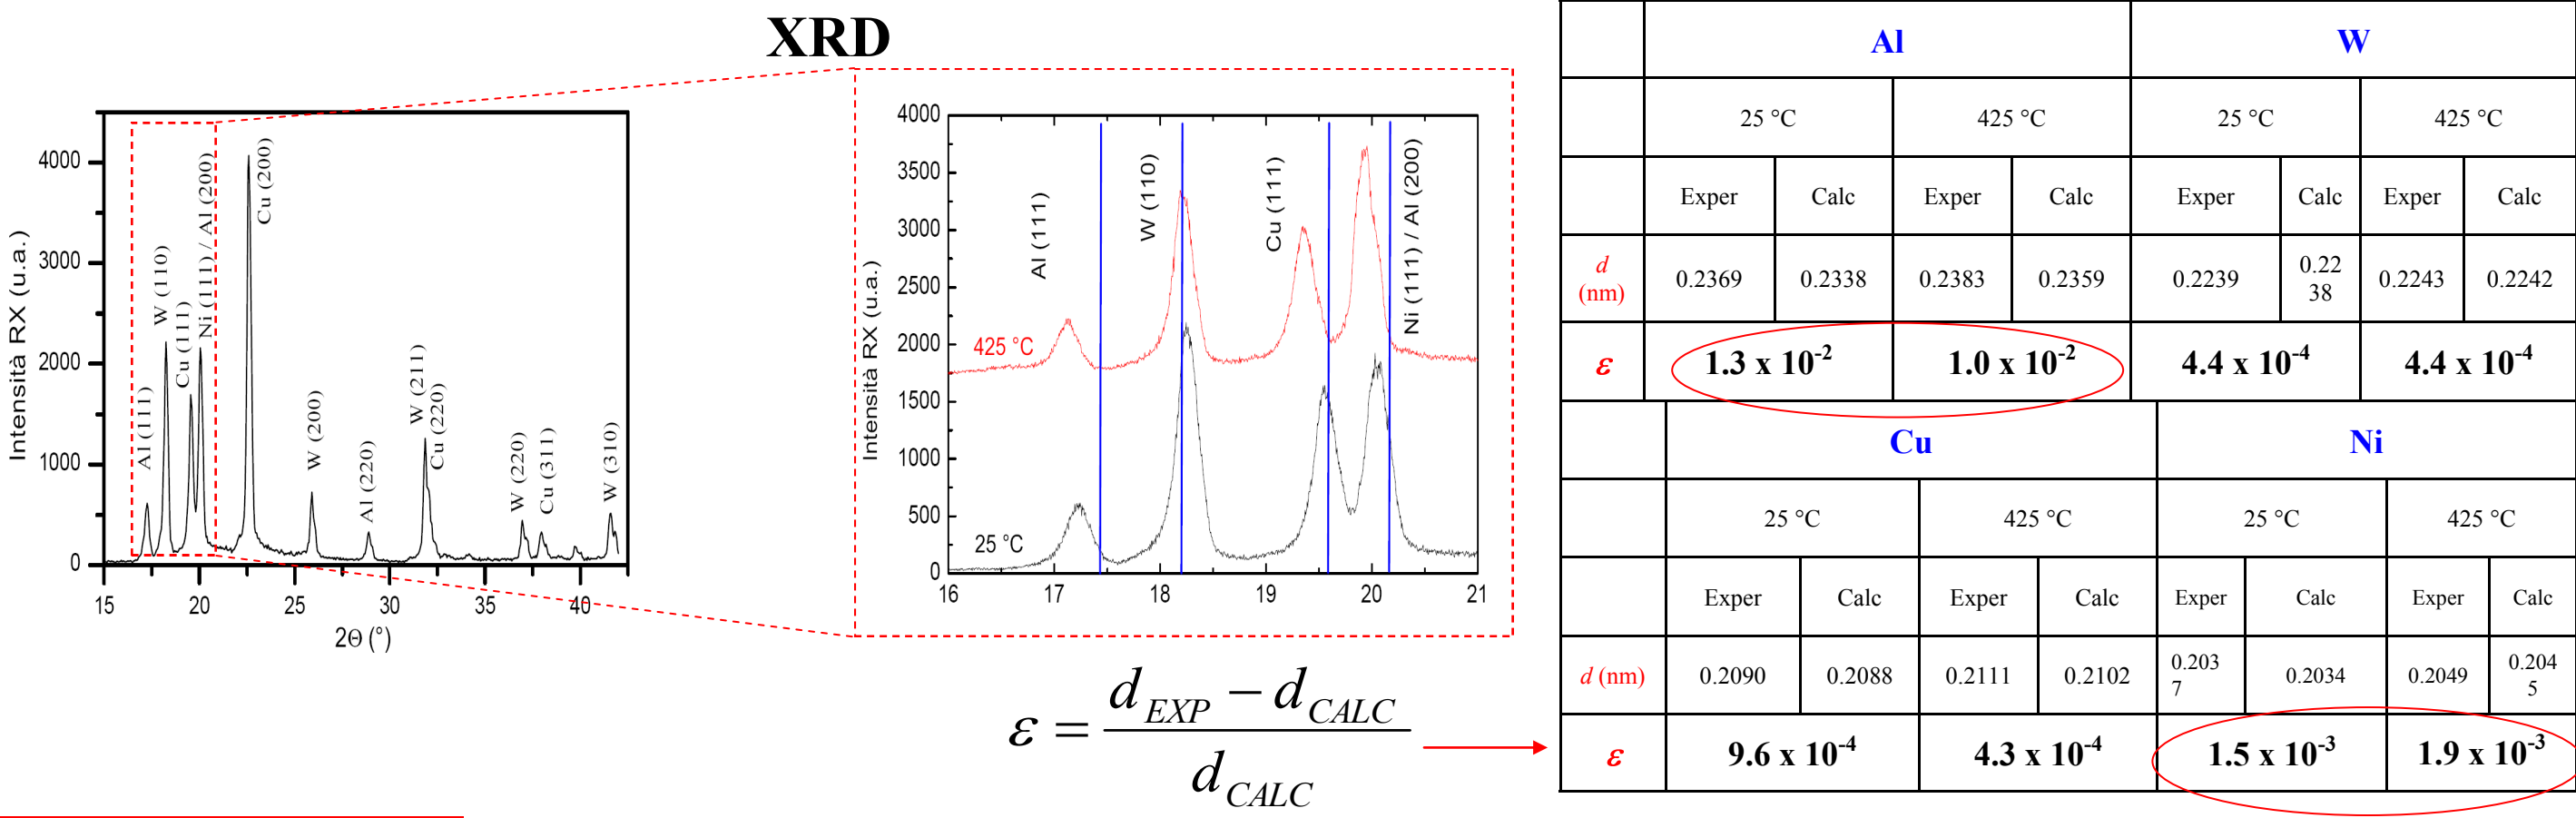 XRD
Intensità RX (u.a.)
4000
3000
2000
1000
0
15 20 25 30 35 40
2Θ (°)
Al (111)
W (110)
Cu (111)
Ni (111) / Al (200)
Cu (200)
W (200)
Al (220)
W (211)
Cu (220)
W (220)
Cu (311)
W (310)
Intensità RX (u.a.)
4000
3500
3000
2500
2000
1500
1000
500
0
16 17 18 19 20 21
Al (111)
W (110)
Cu (111)
Ni (111) / Al (200)
425 °C
25 °C
ε = (d EXP − d CALC) / d CALC
Al W
25 °C 425 °C 25 °C 425 °C
Exper Calc Exper Calc Exper Calc Exper Calc
d (nm) 0.2369 0.2338 0.2383 0.2359 0.2239 0.2238 0.2243 0.2242
ε 1.3 x 10-2 1.0 x 10-2 4.4 x 10-4 4.4 x 10-4
Cu Ni
25 °C 425 °C 25 °C 425 °C
Exper Calc Exper Calc Exper Calc Exper Calc
d (nm) 0.2090 0.2088 0.2111 0.2102 0.2037 0.2034 0.2049 0.2045
ε 9.6 x 10-4 4.3 x 10-4 1.5 x 10-3 1.9 x 10-3